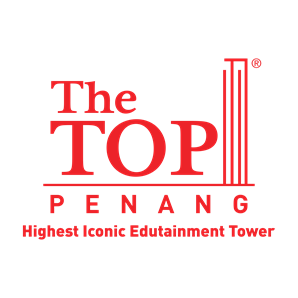 The
TOP
®
PENANG
Highest Iconic Edutainment Tower